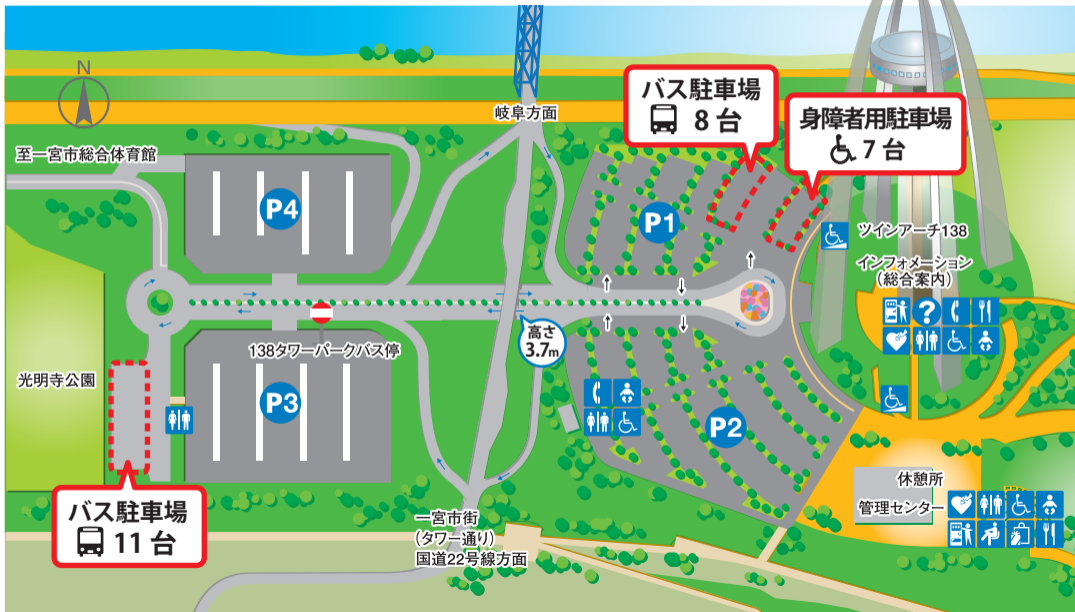 N
岐阜方面
バス駐車場
8台
身障者用駐車場
7台
至一宮市総合体育館
P4
P1
ツインアーチ138
インフォメーション
(総合案内)
?
高さ
3.7m
138タワーパークバス停
光明寺公園
P3
P2
バス駐車場
11台
一宮市街
(タワー通り)
国道22号線方面
休憩所
管理センター